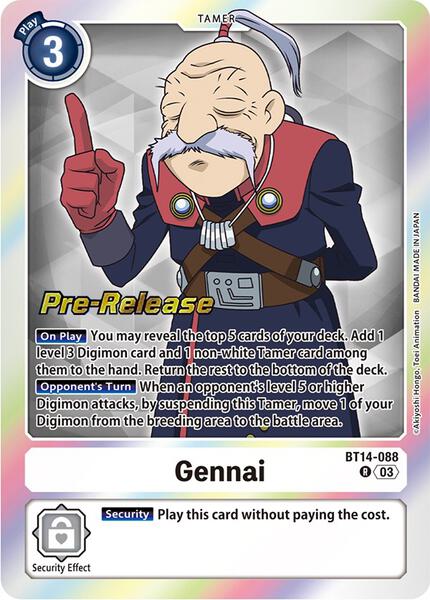 TAMER
Play
3
Pre-Release
On Play You may reveal the top 5 cards of your deck. Add 1
level 3 Digimon card and 1 non-white Tamer card among
them to the hand. Return the rest to the bottom of the deck.
Opponent's Turn When an opponent's level 5 or higher
Digimon attacks, by suspending this Tamer, move 1 of your
Digimon from the breeding area to the battle area.
©Akiyoshi Hongo, Toei Animation BANDAI MADE IN JAPAN
Gennai
BT14-088
R 03
Security Play this card without paying the cost.
Security Effect